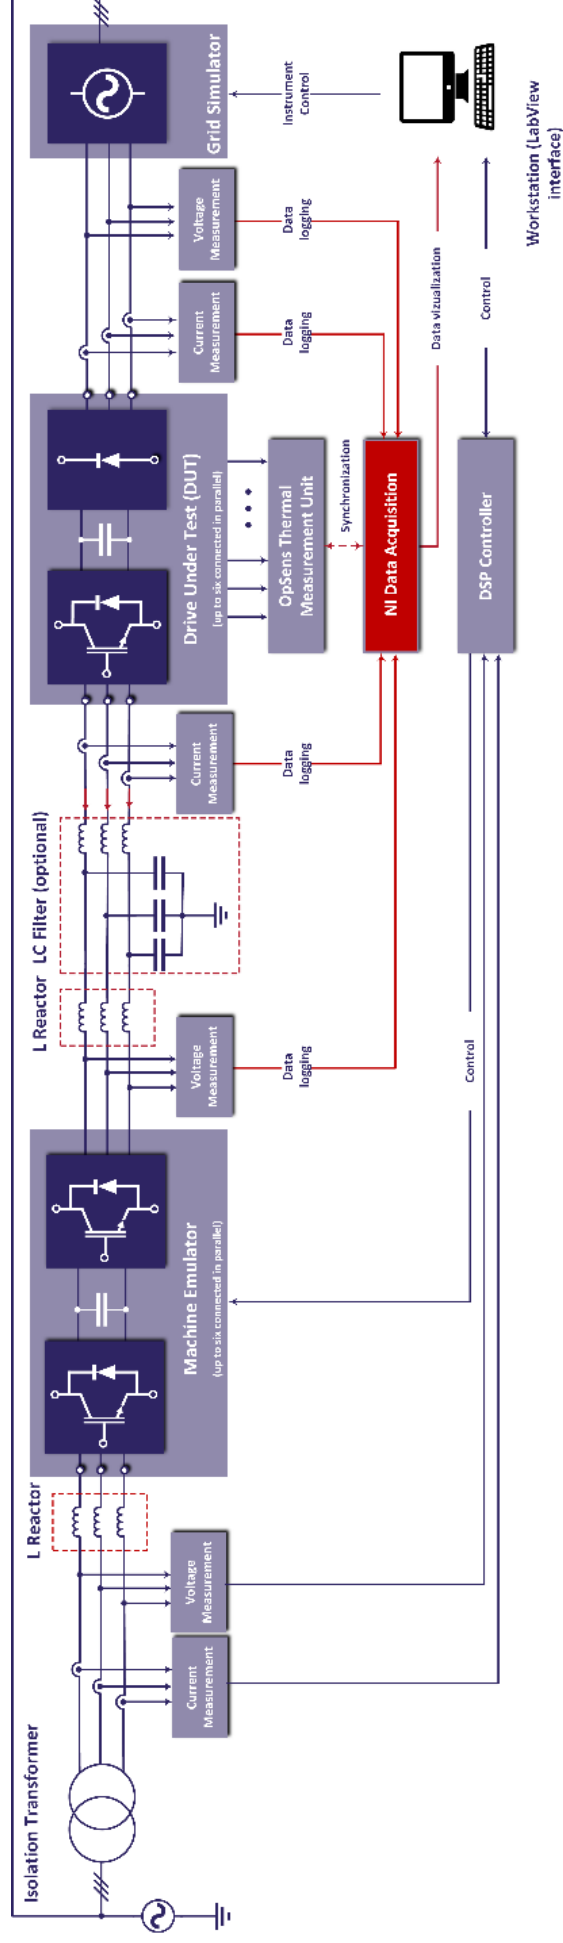 Isolation Transformer
L Reactor
L Reactor
LC Filter (optional)
Machine Emulator
(up to six connected in parallel)
Drive Under Test (DUT)
(up to six connected in parallel)
Grid Simulator
Current
Measurement
Voltage
Measurement
Voltage
Measurement
Current
Measurement
Current
Measurement
Voltage
Measurement
OpSens Thermal
Measurement Unit
Data
logging
Data
logging
Data
logging
Data
logging
Instrument
Control
Synchronization
NI Data Acquisition
Data vizualization
Control
DSP Controller
Control
Workstation (LabView
interface)